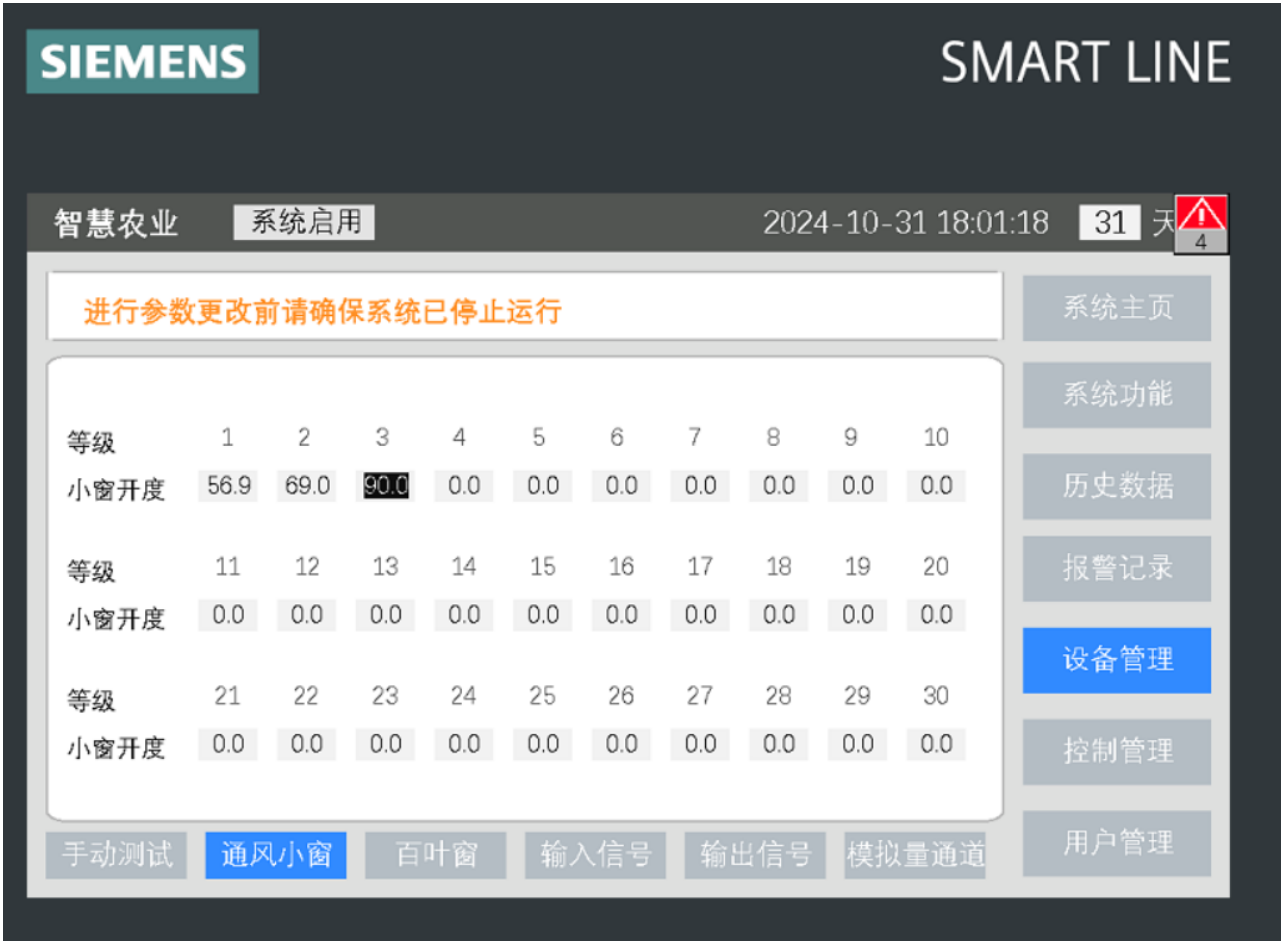 SIEMENS
SMART LINE
智慧农业 系统启用 2024-10-31 18:01:18 31 天
4
进行参数更改前请确保系统已停止运行
系统主页
系统功能
等级 1 2 3 4 5 6 7 8 9 10
小窗开度 56.9 69.0 90.0 0.0 0.0 0.0 0.0 0.0 0.0 0.0
历史数据
等级 11 12 13 14 15 16 17 18 19 20
小窗开度 0.0 0.0 0.0 0.0 0.0 0.0 0.0 0.0 0.0 0.0
报警记录
设备管理
等级 21 22 23 24 25 26 27 28 29 30
小窗开度 0.0 0.0 0.0 0.0 0.0 0.0 0.0 0.0 0.0 0.0
控制管理
用户管理
手动测试 通风小窗 百叶窗 输入信号 输出信号 模拟量通道